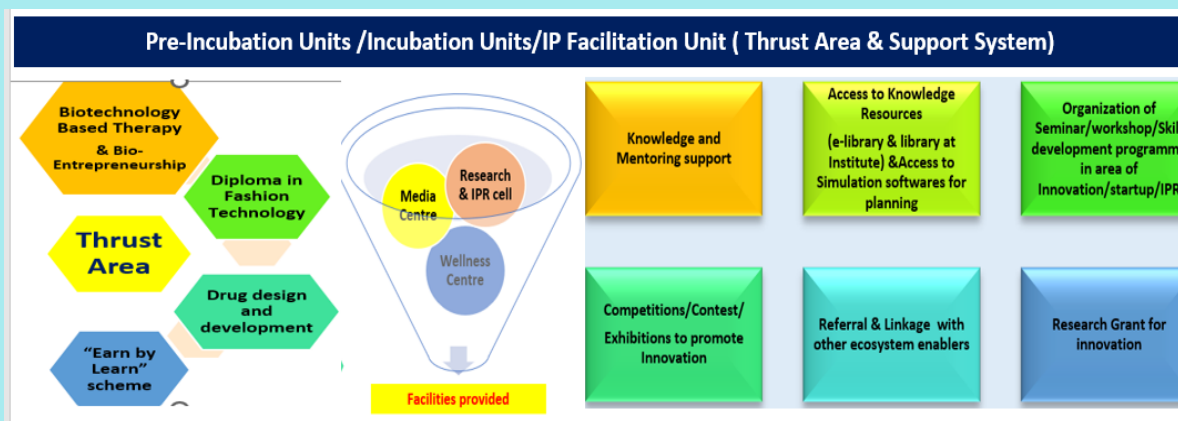 Pre-Incubation Units /Incubation Units/IP Facilitation Unit ( Thrust Area & Support System)
Biotechnology
Based Therapy
& Bio-
Entrepreneurship
Diploma in
Fashion
Technology
Thrust
Area
Drug design
and
development
“Earn by
Learn”
scheme
Media
Centre
Research
& IPR cell
Wellness
Centre
Facilities provided
Knowledge and
Mentoring support
Access to Knowledge
Resources
(e-library & library at
Institute) &Access to
Simulation softwares for
planning
Organization of
Seminar/workshop/Skil
development programm
in area of
Innovation/startup/IPR
Competitions/Contest/
Exhibitions to promote
Innovation
Referral & Linkage with
other ecosystem enablers
Research Grant for
innovation